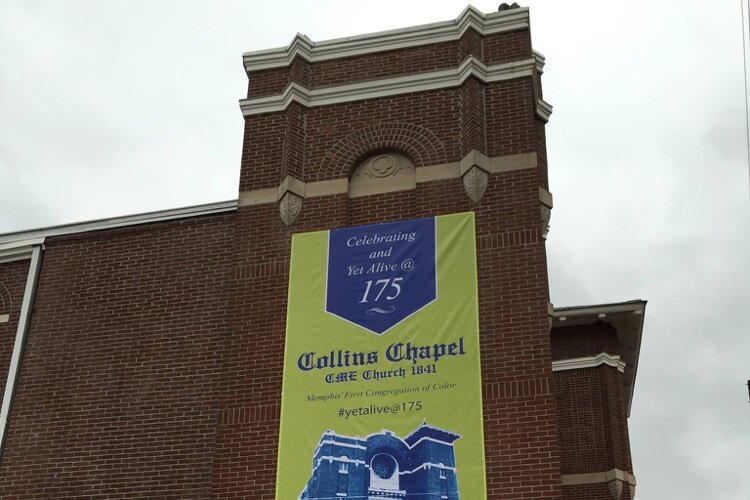 Celebrating
and
Yet Alive @
175
Collins Chapel
CME Church 1841
Memphis' First Congregation of Color
#yetalive@175